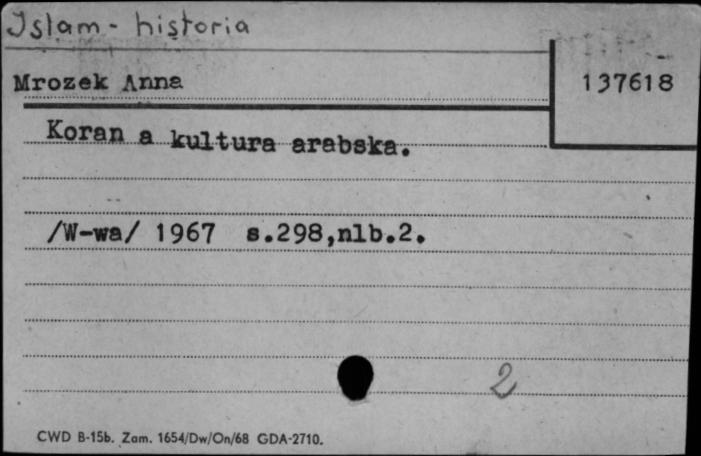 Islam - historia
Mrozek Anna
137618
Koran a kultura arabska.
/W-wa/ 1967 s.298,nlb.2.
2
CWD B-15b. Zam. 1654/Dw/On/68 GDA-2710.